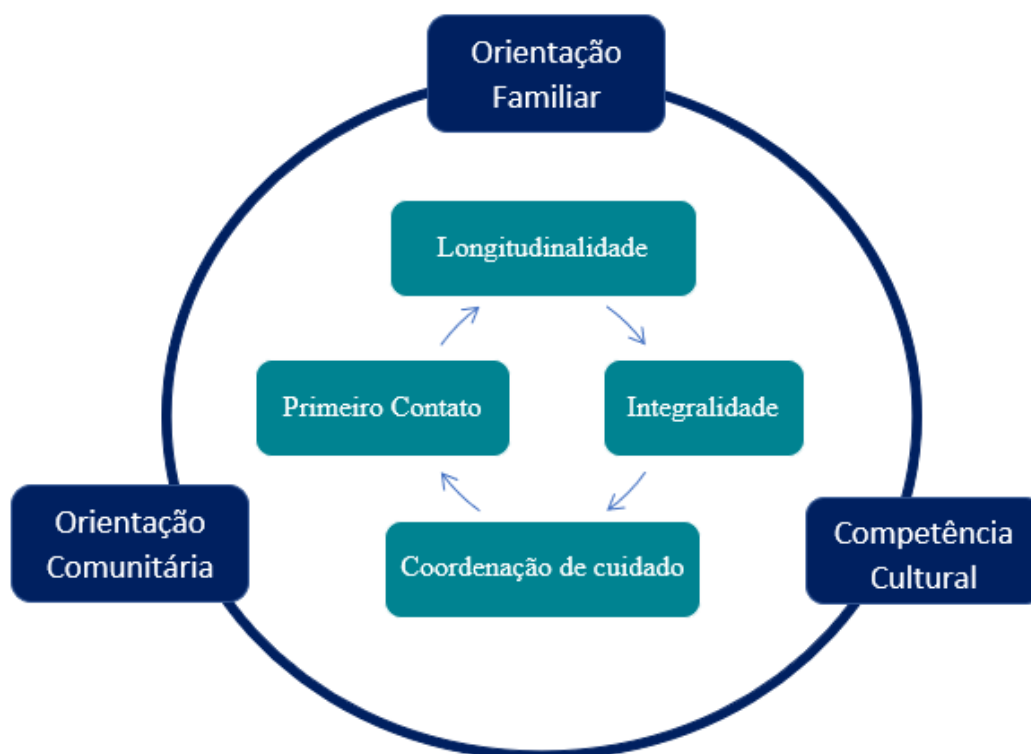 Orientação
Familiar
Longitudinalidade
Primeiro Contato
Integralidade
Orientação
Comunitária
Competência
Cultural
Coordenação de cuidado